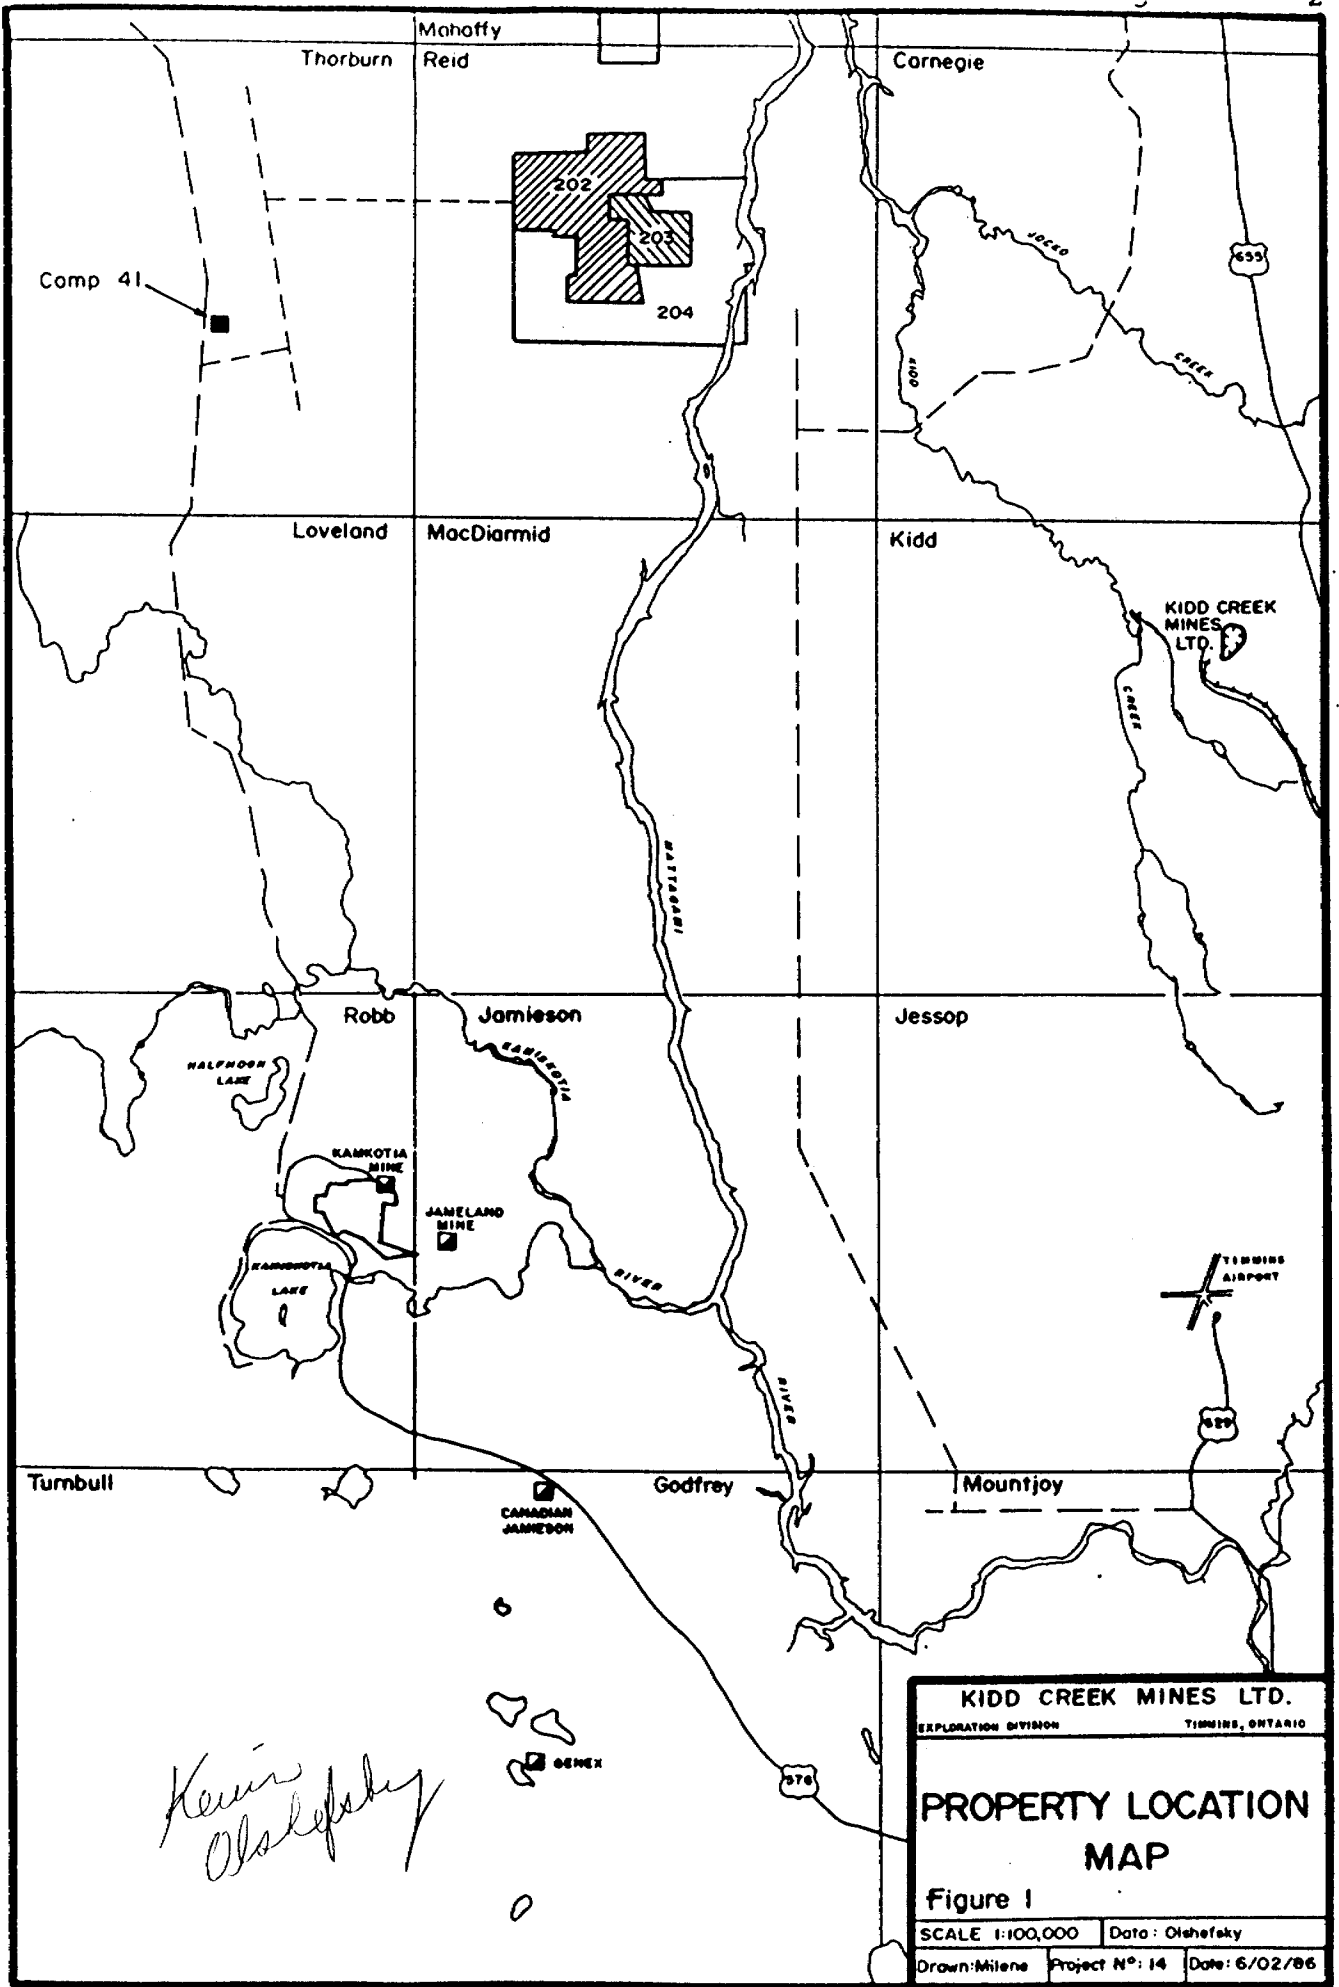 Mahaffy
Thorburn
Reid
Carnegie
202
203
204
Camp 41
JOCKO
CREEK
655
KIDD
Loveland
MacDiarmid
Kidd
KIDD CREEK
MINES
LTD.
CREEK
MATTAGAMI
Robb
Jamieson
Jessop
HALFMOON
LAKE
KAMISKOTIA
KAMKOTIA
MINE
JAMELAND
MINE
KAMISKOTIA
LAKE
RIVER
TIMMINS
AIRPORT
RIVER
629
Turnbull
Godfrey
Mountjoy
CANADIAN
JAMIESON
GENEX
576
Kevin
Olshefsky
KIDD CREEK MINES LTD.
EXPLORATION DIVISION
TIMMINS, ONTARIO
PROPERTY LOCATION
MAP
Figure 1
SCALE 1:100,000
Data: Olshefsky
Drawn: Milene
Project Nº: 14
Date: 6/02/86